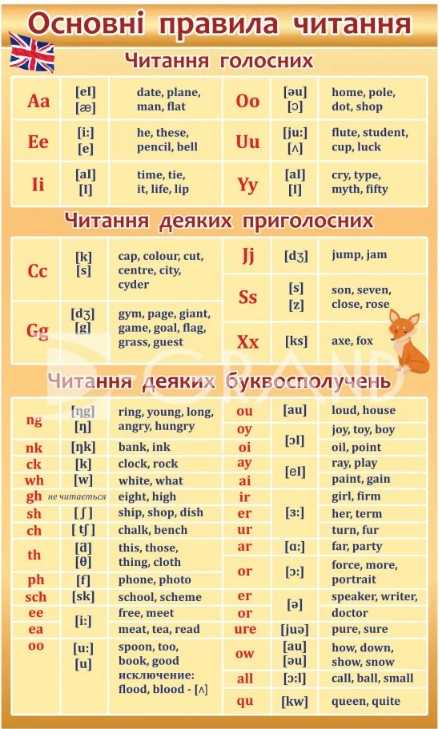 Основні правила читання
Читання голосних
Aa [eI] date, plane,
[æ] man, flat
Ee [i:] he, these,
[e] pencil, bell
Ii [aI] time, tie,
[I] it, life, lip
Oo [əu] home, pole,
[ɔ] dot, shop
Uu [ju:] flute, student,
[ʌ] cup, luck
Yy [aI] cry, type,
[I] myth, fifty
Читання деяких приголосних
Cc [k] cap, colour, cut,
[s] centre, city,
cyder
Gg [dʒ] gym, page, giant,
[g] game, goal, flag,
grass, guest
Jj [dʒ] jump, jam
Ss [s] son, seven,
[z] close, rose
Xx [ks] axe, fox
GRAND
Читання деяких буквосполучень
ng [ŋg] ring, young, long,
[ŋ] angry, hungry
nk [ŋk] bank, ink
ck [k] clock, rock
wh [w] white, what
gh не читається eight, high
sh [ʃ] ship, shop, dish
ch [tʃ] chalk, bench
th [đ] this, those,
[θ] thing, cloth
ph [f] phone, photo
sch [sk] school, scheme
ee [i:] free, meet
ea meat, tea, read
oo [u:] spoon, too,
[u] book, good
исключение:
flood, blood - [ʌ]
ou [au] loud, house
oy [ɔI] joy, toy, boy
oi oil, point
ay [eI] ray, play
ai paint, gain
ir [з:] girl, firm
er her, term
ur turn, fur
ar [ɑ:] far, party
or [ɔ:] force, more,
portrait
er [ə] speaker, writer,
or doctor
ure [juə] pure, sure
ow [au] how, down,
[əu] show, snow
all [ɔ:l] call, ball, small
qu [kw] queen, quite